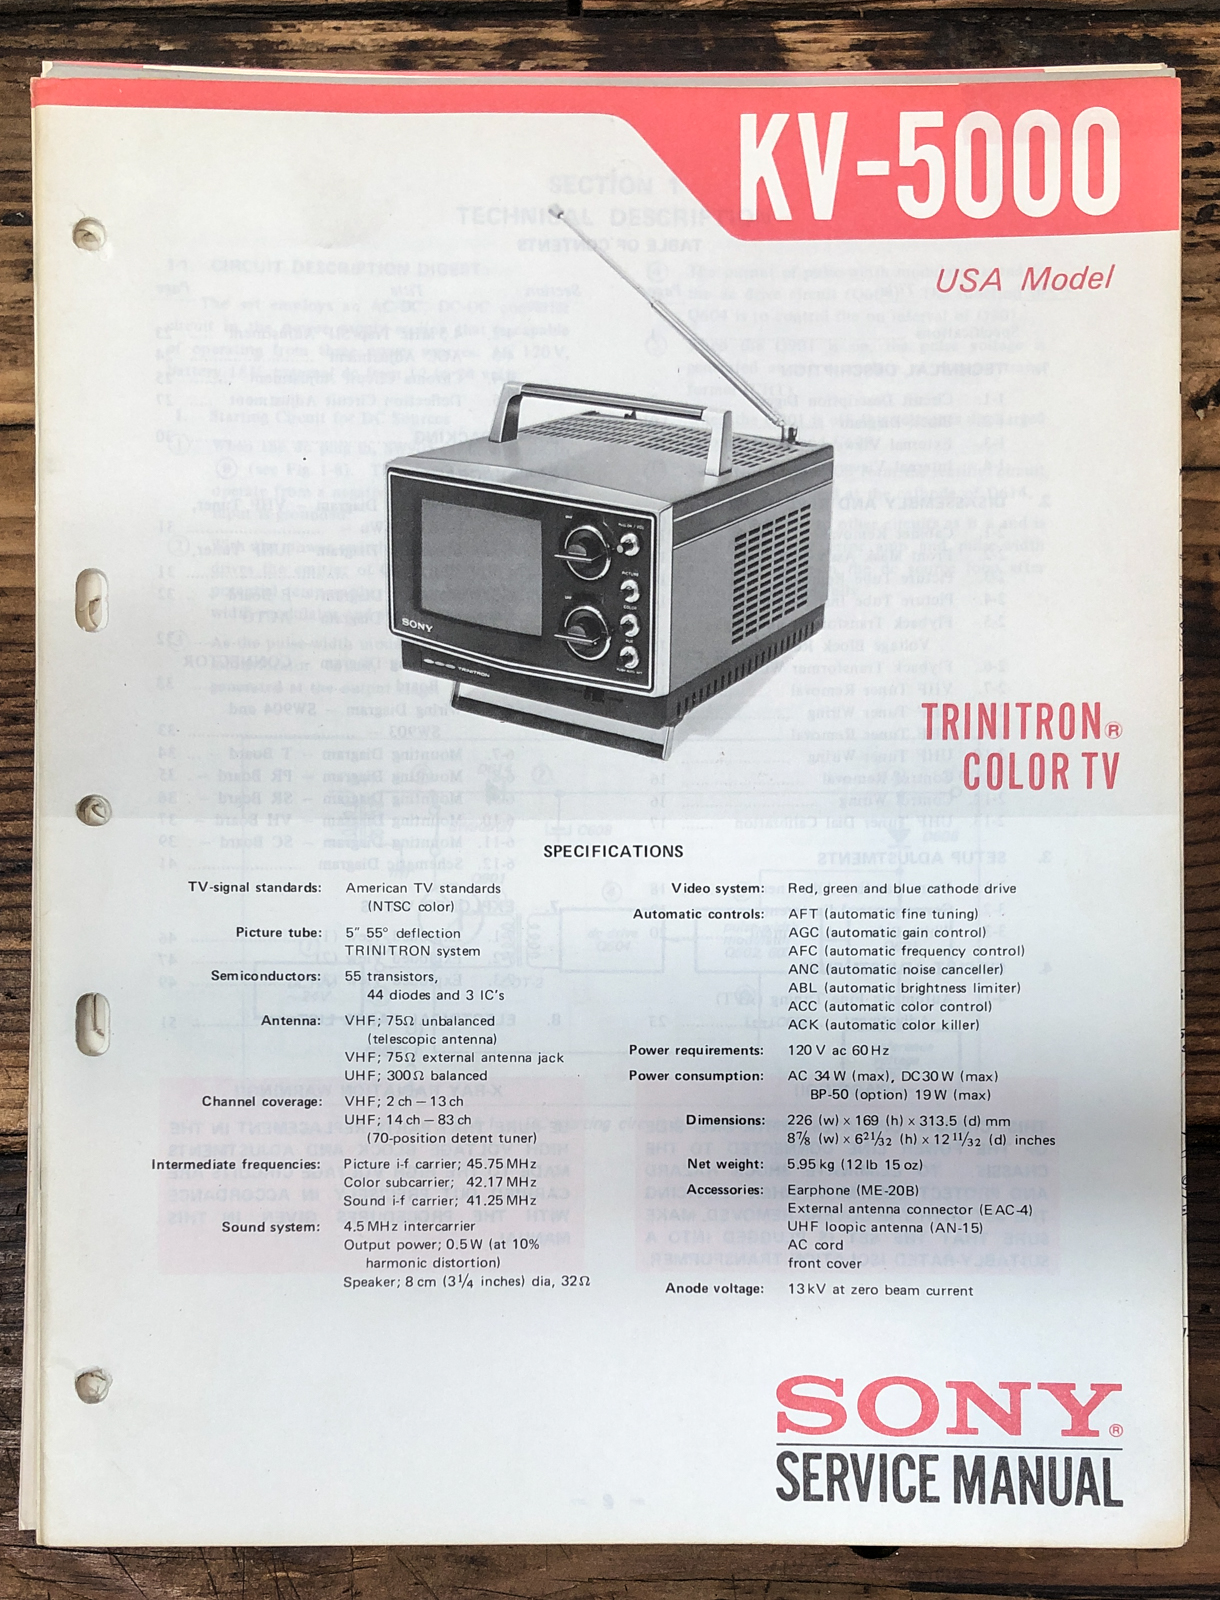 KV-5000
USA Model
SONY
TRINITRON
TRINITRON®
COLOR TV
SPECIFICATIONS
TV-signal standards: American TV standards
(NTSC color)
Picture tube: 5″ 55° deflection
TRINITRON system
Semiconductors: 55 transistors,
44 diodes and 3 IC's
Antenna: VHF; 75Ω unbalanced
(telescopic antenna)
VHF; 75Ω external antenna jack
UHF; 300Ω balanced
Channel coverage: VHF; 2 ch – 13 ch
UHF; 14 ch – 83 ch
(70-position detent tuner)
Intermediate frequencies: Picture i-f carrier; 45.75 MHz
Color subcarrier; 42.17 MHz
Sound i-f carrier; 41.25 MHz
Sound system: 4.5 MHz intercarrier
Output power; 0.5 W (at 10%
harmonic distortion)
Speaker; 8 cm (3 1/4 inches) dia, 32Ω
Video system: Red, green and blue cathode drive
Automatic controls: AFT (automatic fine tuning)
AGC (automatic gain control)
AFC (automatic frequency control)
ANC (automatic noise canceller)
ABL (automatic brightness limiter)
ACC (automatic color control)
ACK (automatic color killer)
Power requirements: 120 V ac 60 Hz
Power consumption: AC 34 W (max), DC 30 W (max)
BP-50 (option) 19 W (max)
Dimensions: 226 (w) x 169 (h) x 313.5 (d) mm
8 7/8 (w) x 6 21/32 (h) x 12 11/32 (d) inches
Net weight: 5.95 kg (12 lb 15 oz)
Accessories: Earphone (ME-20B)
External antenna connector (EAC-4)
UHF loopic antenna (AN-15)
AC cord
front cover
Anode voltage: 13 kV at zero beam current
SONY®
SERVICE MANUAL